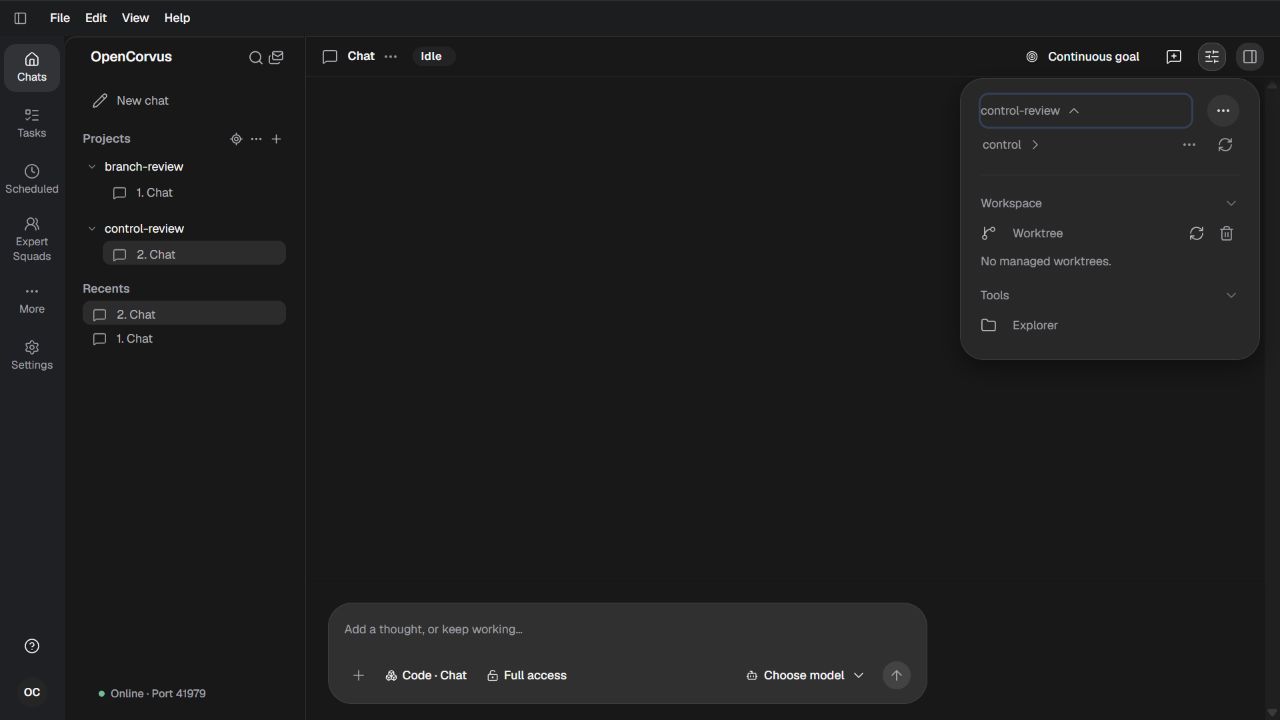 File Edit View Help
OpenCorvus
Chat
Idle
Continuous goal
Chats
Tasks
Scheduled
Expert
Squads
More
Settings
OC
New chat
Projects
branch-review
1. Chat
control-review
2. Chat
Recents
2. Chat
1. Chat
Online · Port 41979
control-review
control
Workspace
Worktree
No managed worktrees.
Tools
Explorer
Add a thought, or keep working...
Code · Chat
Full access
Choose model